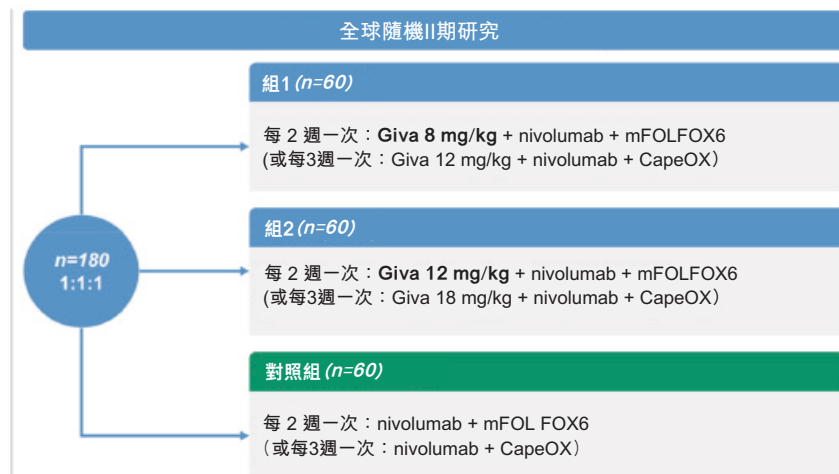 全球隨機II期研究
組1 (n=60)
每 2 週一次：Giva 8 mg/kg + nivolumab + mFOLFOX6
(或每3週一次：Giva 12 mg/kg + nivolumab + CapeOX）
n=180
1:1:1
組2 (n=60)
每 2 週一次：Giva 12 mg/kg + nivolumab + mFOLFOX6
(或每3週一次：Giva 18 mg/kg + nivolumab + CapeOX）
對照組 (n=60)
每 2 週一次：nivolumab + mFOL FOX6
（或每3週一次：nivolumab + CapeOX）